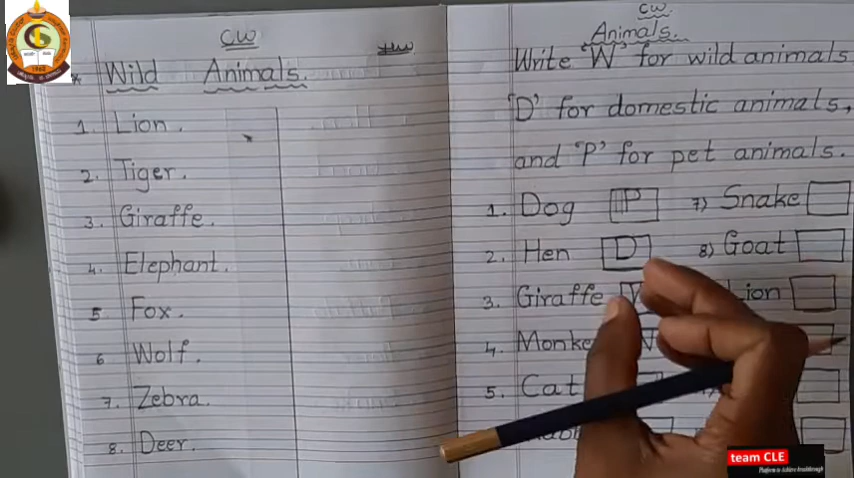 CW
HW
* Wild Animals.
1. Lion.
2. Tiger.
3. Giraffe.
4. Elephant.
5 Fox.
6 Wolf.
7. Zebra.
8. Deer.
CW.
Animals.
Write 'W' for wild animals
'D' for domestic animals,
and 'P' for pet animals.
1. Dog P 7) Snake
2. Hen D 8) Goat
3. Giraffe Lion
4.
5. Cat
team CLE